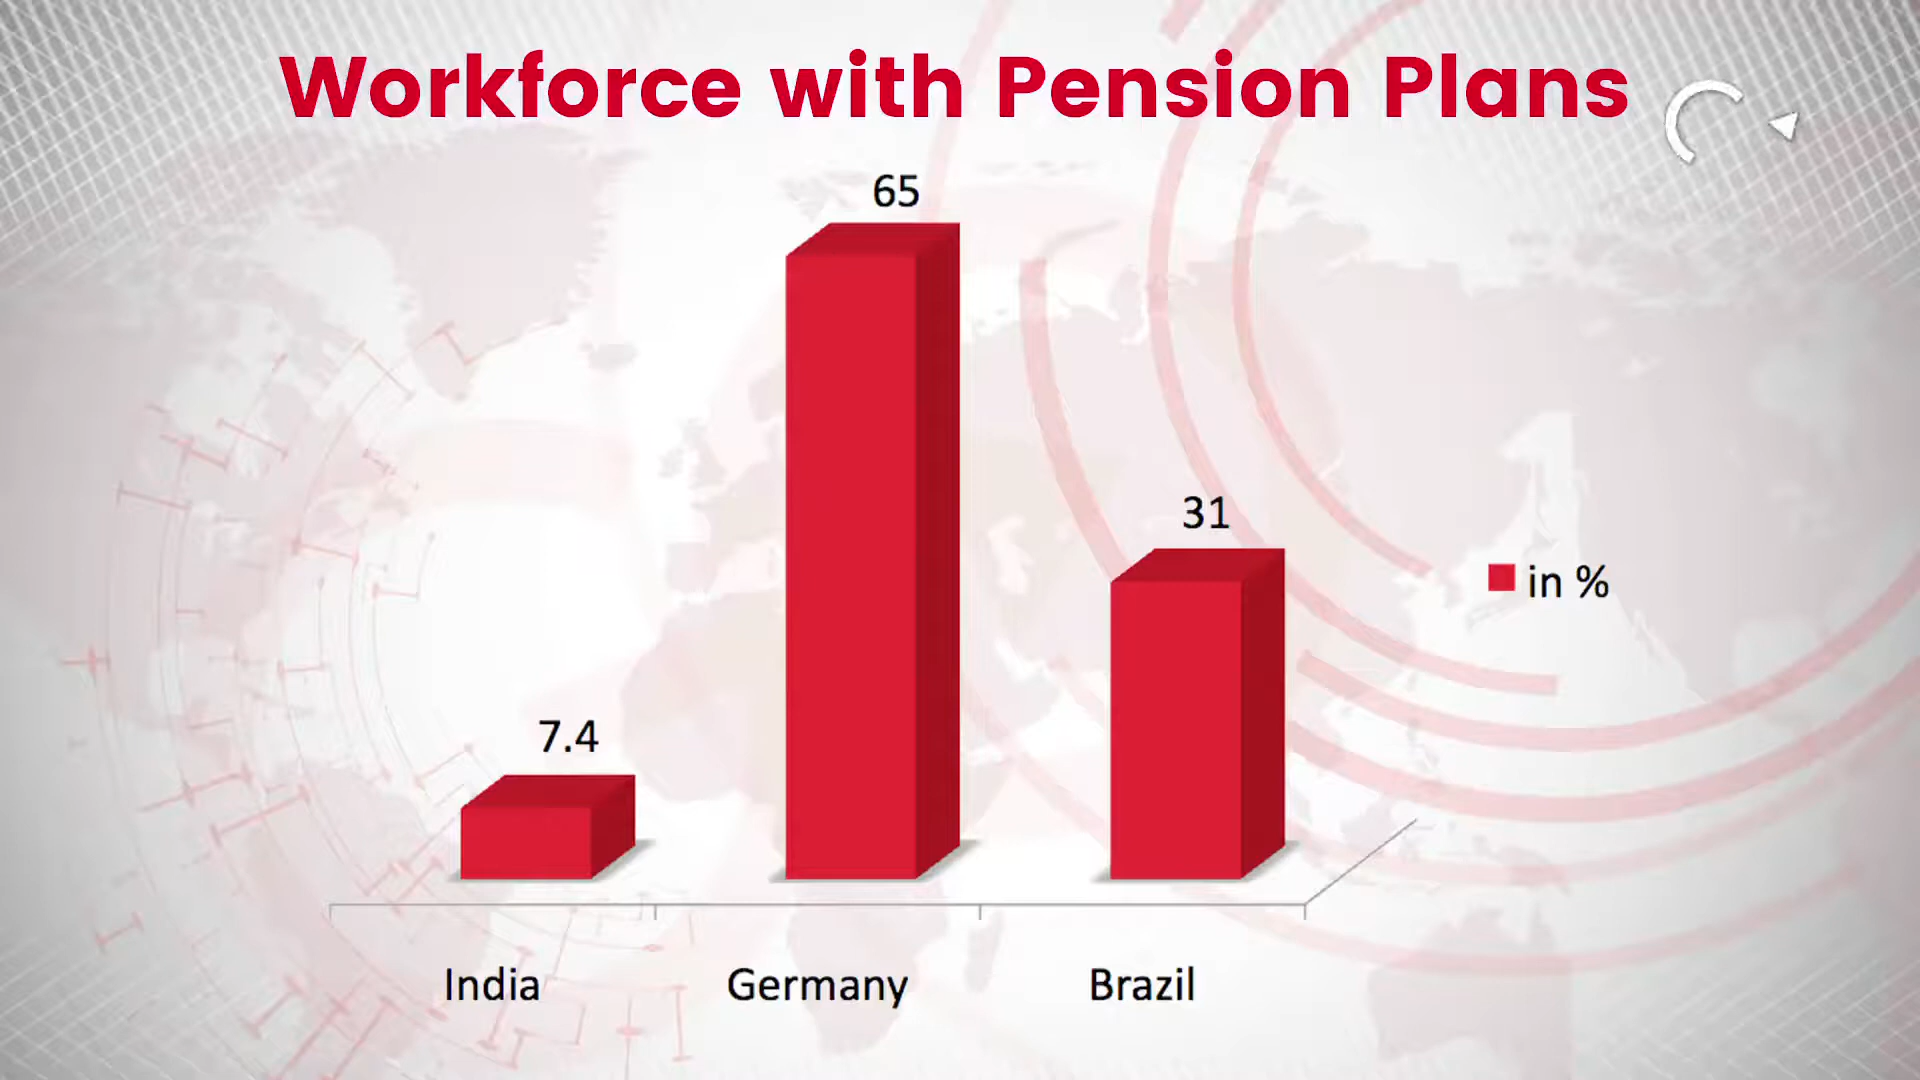 Workforce with Pension Plans
65
31
in %
7.4
India Germany Brazil